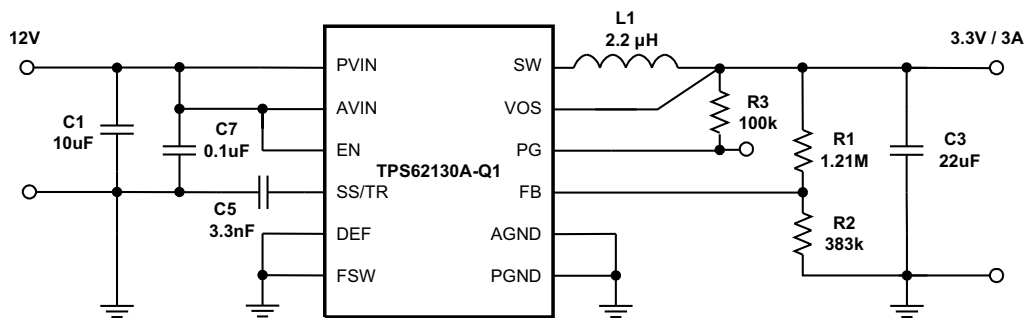 L1
2.2 µH
12V
3.3V / 3A
PVIN
SW
AVIN
VOS
R3
100k
C1
10uF
C7
0.1uF
EN
PG
R1
1.21M
C3
22uF
TPS62130A-Q1
SS/TR
FB
C5
3.3nF
R2
383k
DEF
AGND
FSW
PGND